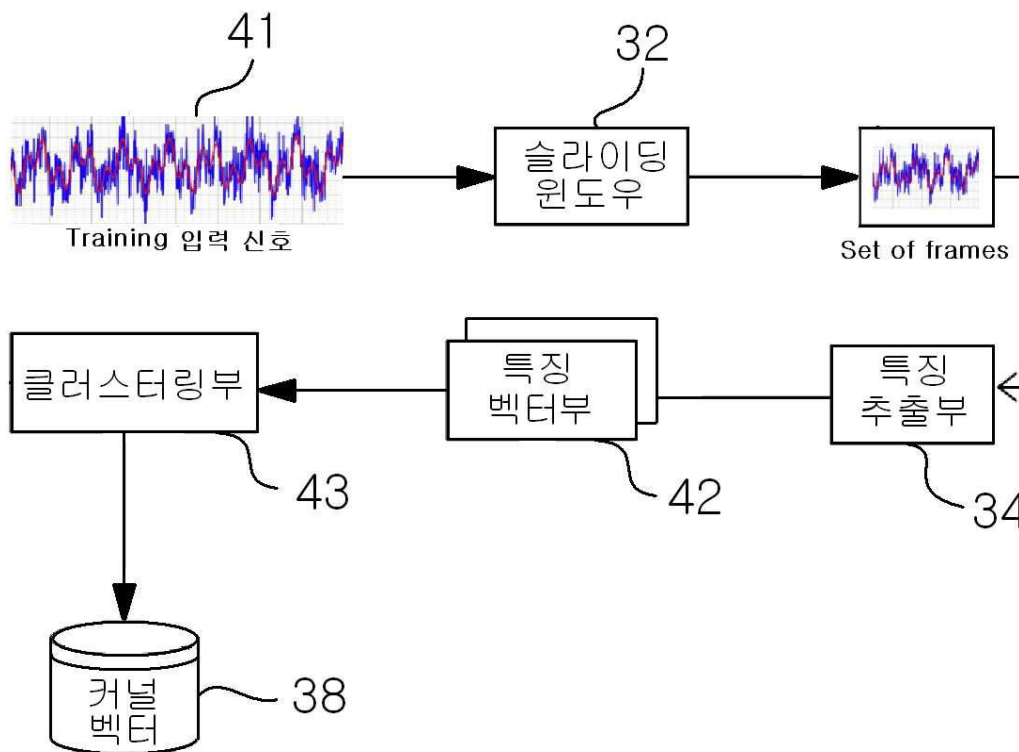 41
32
슬라이딩
윈도우
Training 입력 신호
Set of frames
클러스터링부
특징
벡터부
특징
추출부
43
42
34
커널
벡터
38